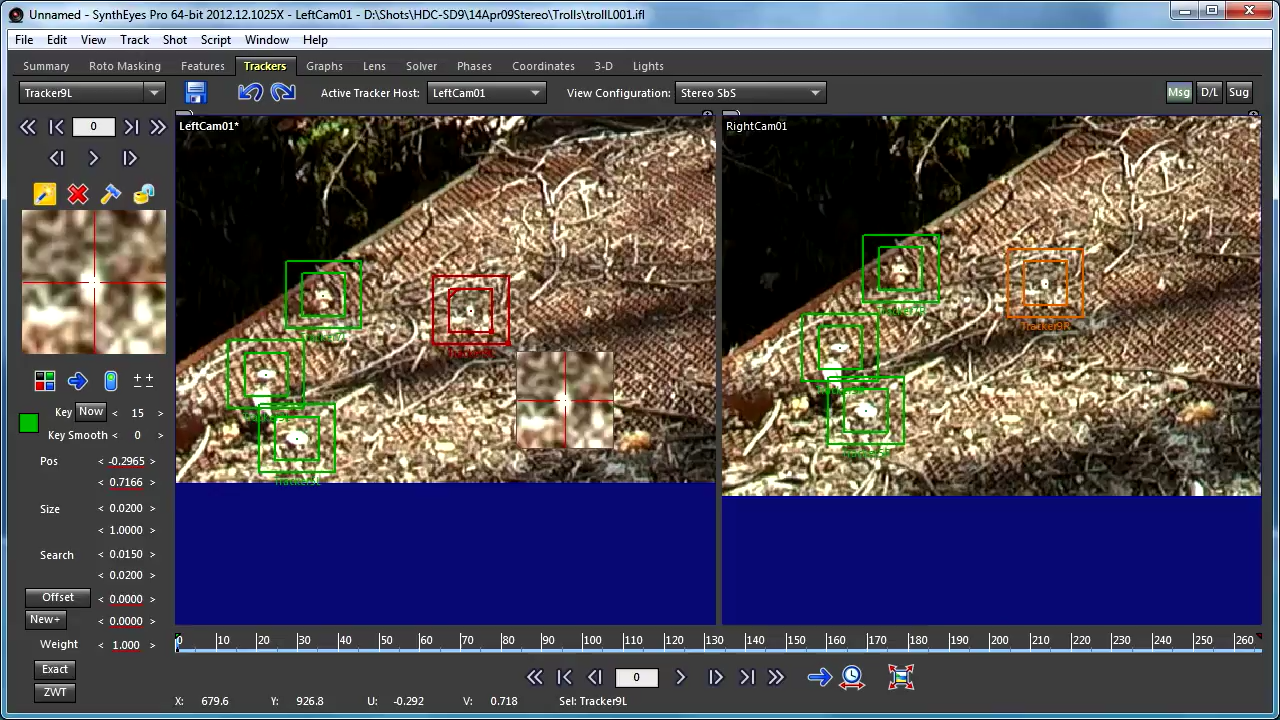 Unnamed - SynthEyes Pro 64-bit 2012.12.1025X - LeftCam01 - D:\Shots\HDC-SD9\14Apr09Stereo\Trolls\trollL001.ifl
File Edit View Track Shot Script Window Help
Summary Roto Masking Features Trackers Graphs Lens Solver Phases Coordinates 3-D Lights
Tracker9L Active Tracker Host: LeftCam01 View Configuration: Stereo SbS Msg D/L Sug
0
LeftCam01*
RightCam01
Tracker9R
Key Now < 15 >
Key Smooth < 0 >
Pos < -0.2965 >
< 0.7166 >
Size < 0.0200 >
< 1.0000 >
Search < 0.0150 >
< 0.0200 >
Offset < 0.0000 >
New+ < 0.0000 >
Weight < 1.000 >
Exact
ZWT
0 10 20 30 40 50 60 70 80 90 100 110 120 130 140 150 160 170 180 190 200 210 220 230 240 250 260
0
X: 679.6 Y: 926.8 U: -0.292 V: 0.718 Sel: Tracker9L